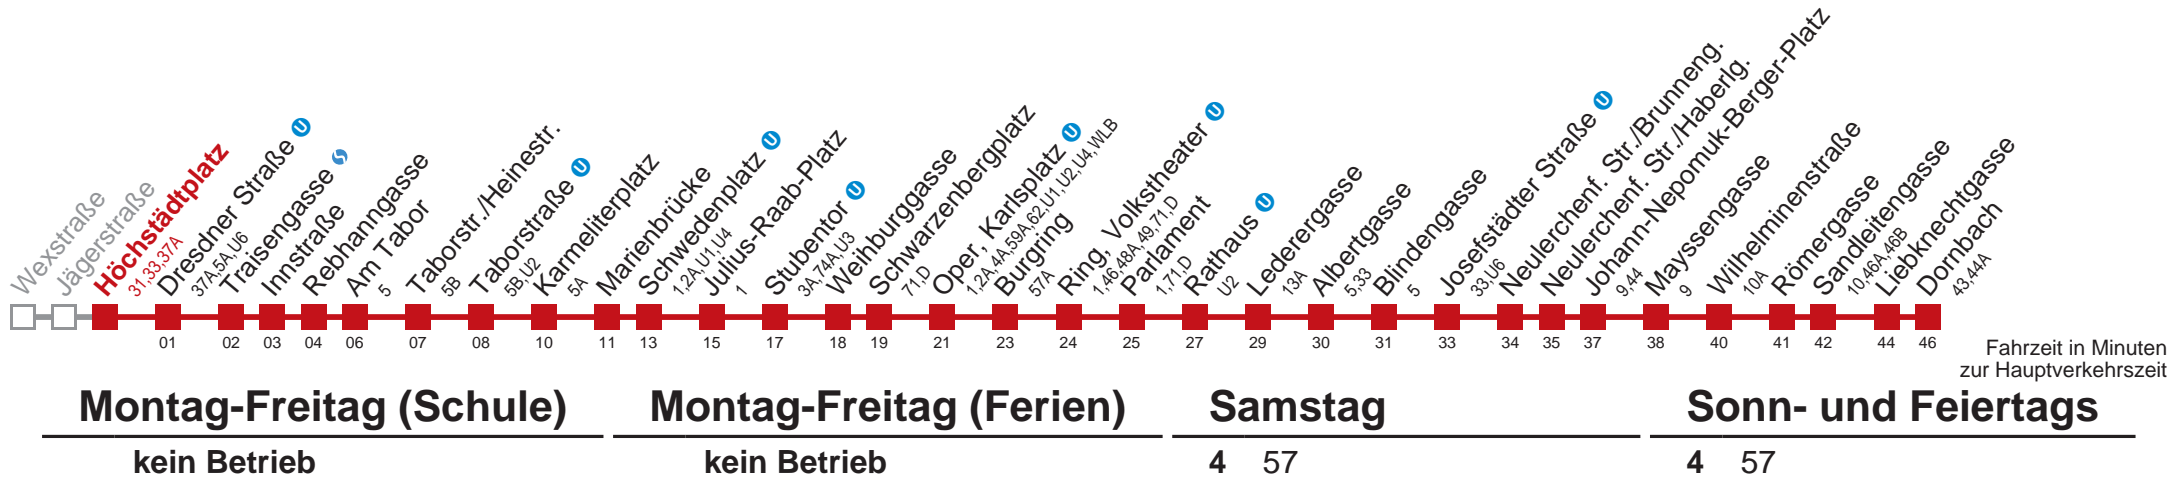 Wexstraße
Jägerstraße
Höchstädtplatz
31,33,37A
Dresdner Straße U
37A,5A,U6
Traisengasse
Innstraße
Rebhanngasse
Am Tabor
5
Taborstr./Heinestr.
5B
Taborstraße U
5B,U2
Karmeliterplatz
5A
Marienbrücke
Schwedenplatz U
1,2A,U1,U4
Julius-Raab-Platz
1
Stubentor U
3A,74A,U3
Weihburggasse
Schwarzenbergplatz
71,D
Oper, Karlsplatz U
1,2A,4A,59A,62,U1,U2,U4,WLB
Burgring
57A
Ring, Volkstheater U
1,46,48A,49,71,D
Parlament
1,71,D
Rathaus U
U2
Lederergasse
13A
Albertgasse
5,33
Blindengasse
5
Josefstädter Straße U
33,U6
Neulerchenf. Str./Brunneng.
Neulerchenf. Str./Haberlg.
Johann-Nepomuk-Berger-Platz
9,44
Mayssengasse
9
Wilhelminenstraße
10A
Römergasse
Sandleitengasse
10,46A,46B
Liebknechtgasse
Dornbach
43,44A
01 02 03 04 06 07 08 10 11 13 15 17 18 19 21 23 24 25 27 29 30 31 33 34 35 37 38 40 41 42 44 46
Fahrzeit in Minuten
zur Hauptverkehrszeit
Montag-Freitag (Schule) Montag-Freitag (Ferien) Samstag Sonn- und Feiertags
kein Betrieb kein Betrieb 4 57 4 57